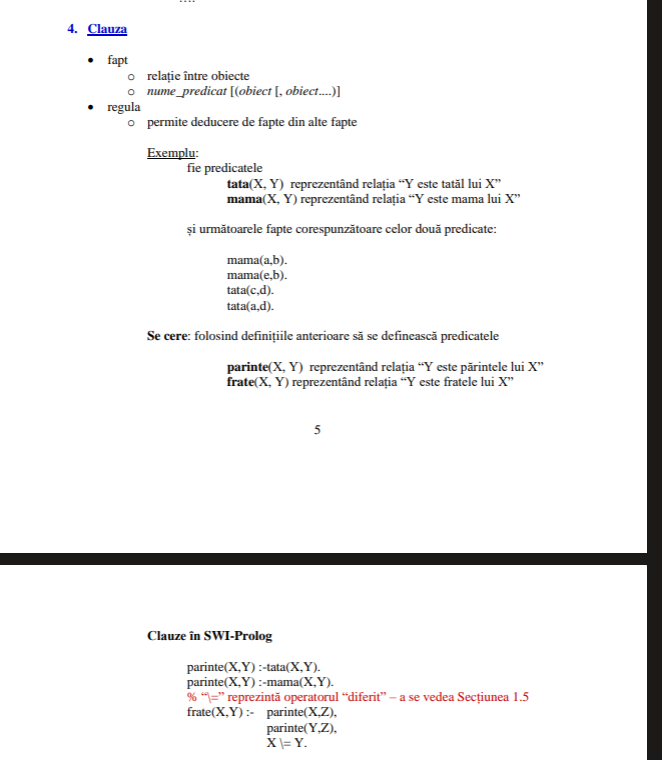 ....
4. Clauza
• fapt
o relație între obiecte
o nume_predicat [(obiect [, obiect....)]
• regula
o permite deducere de fapte din alte fapte
Exemplu:
fie predicatele
tata(X, Y) reprezentând relația “Y este tatăl lui X”
mama(X, Y) reprezentând relația “Y este mama lui X”
și următoarele fapte corespunzătoare celor două predicate:
mama(a,b).
mama(e,b).
tata(c,d).
tata(a,d).
Se cere: folosind definițiile anterioare să se definească predicatele
parinte(X, Y) reprezentând relația “Y este părintele lui X”
frate(X, Y) reprezentând relația “Y este fratele lui X”
5
Clauze în SWI-Prolog
parinte(X,Y) :-tata(X,Y).
parinte(X,Y) :-mama(X,Y).
% “\=” reprezintă operatorul “diferit” – a se vedea Secțiunea 1.5
frate(X,Y) :- parinte(X,Z),
parinte(Y,Z),
X \= Y.